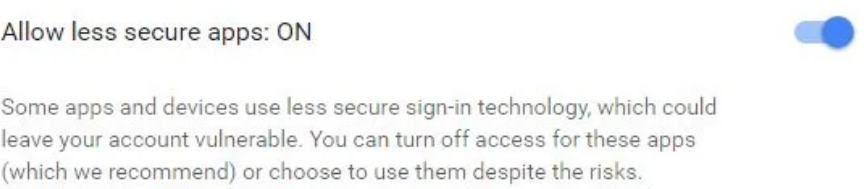 Allow less secure apps: ON
Some apps and devices use less secure sign-in technology, which could
leave your account vulnerable. You can turn off access for these apps
(which we recommend) or choose to use them despite the risks.